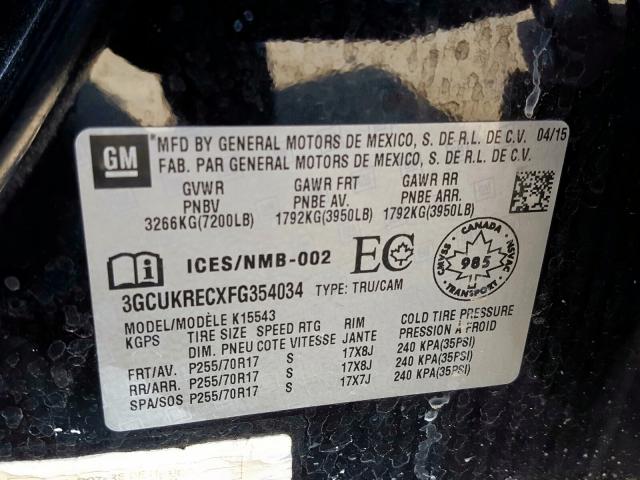 GM
*MFD BY GENERAL MOTORS DE MEXICO, S. DE R.L. DE C.V. 04/15
FAB. PAR GENERAL MOTORS DE MEXICO, S. DE R.L. DE C.V.
GVWR GAWR FRT GAWR RR
PNBV PNBE AV. PNBE ARR.
3266KG(7200LB) 1792KG(3950LB) 1792KG(3950LB)
ICES/NMB-002 EC
CANADA
CMVSS 985 NSVAC
TRANSPORT
3GCUKRECXFG354034 TYPE: TRU/CAM
MODEL/MODÈLE K15543
KGPS TIRE SIZE SPEED RTG RIM COLD TIRE PRESSURE
DIM. PNEU COTE VITESSE JANTE PRESSION A FROID
FRT/AV. P255/70R17 S 17X8J 240 KPA(35PSI)
RR/ARR. P255/70R17 S 17X8J 240 KPA(35PSI)
SPA/SOS P255/70R17 S 17X7J 240 KPA(35PSI)